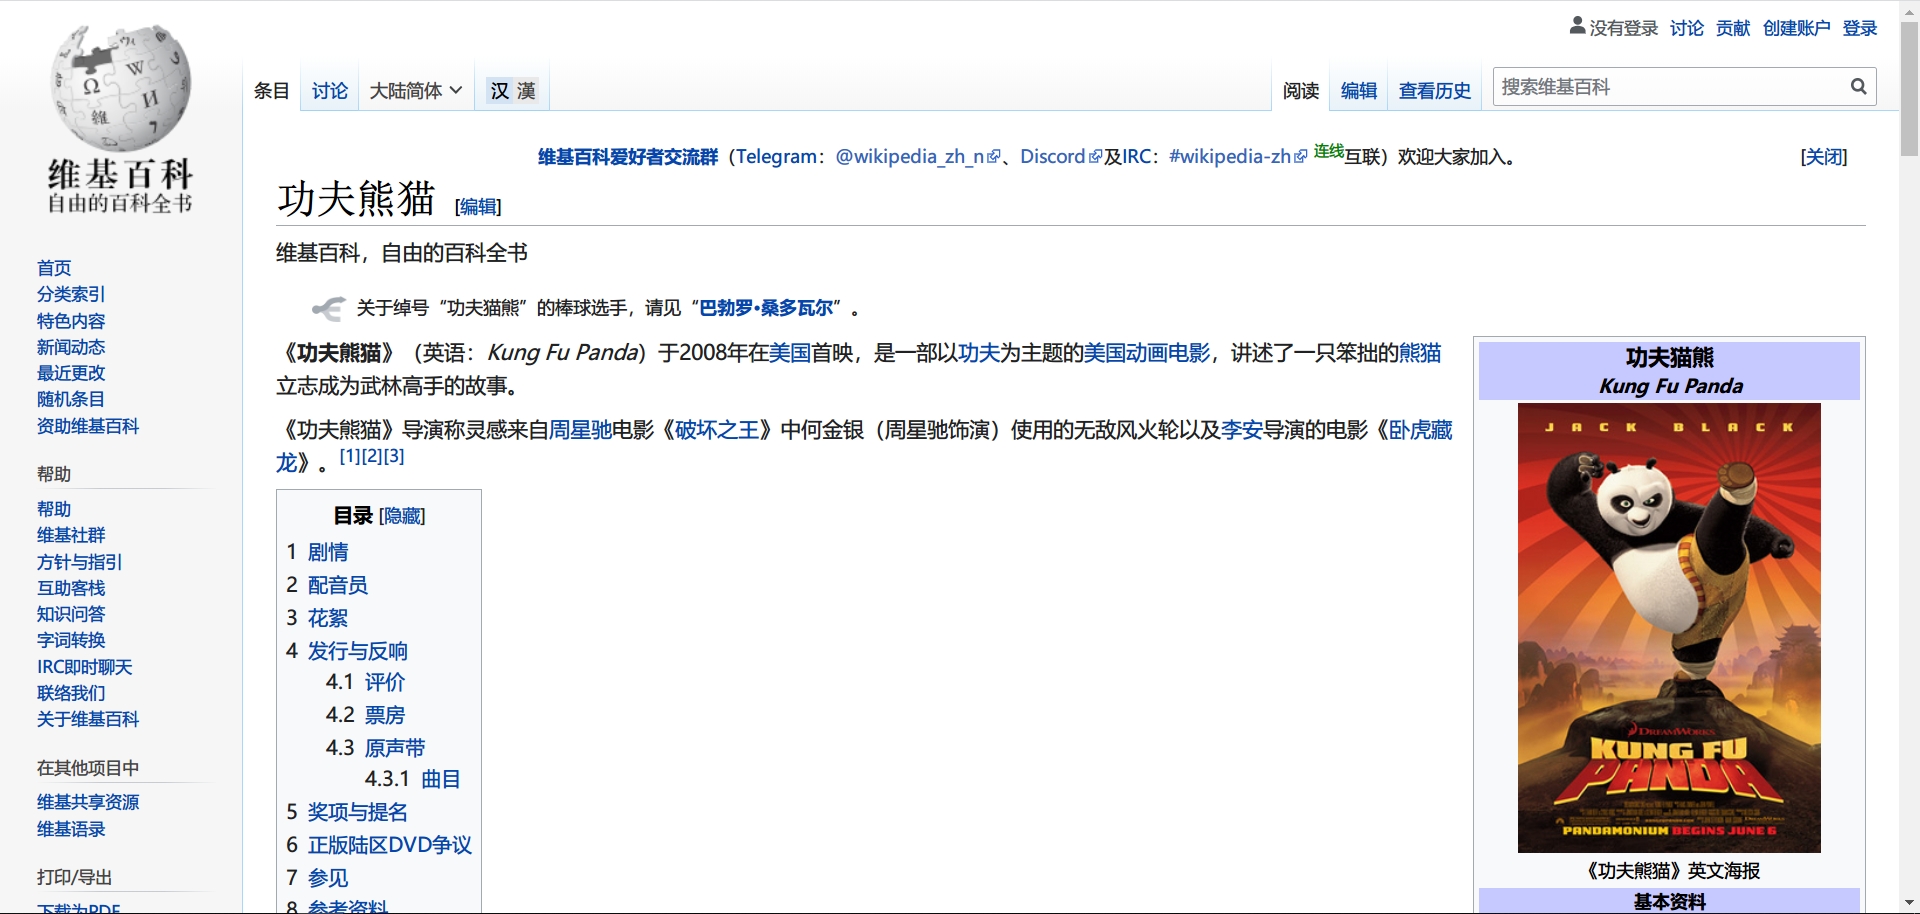 没有登录 讨论 贡献 创建账户 登录
条目 讨论 大陆简体 汉 漢 阅读 编辑 查看历史 搜索维基百科
维基百科
自由的百科全书
首页
分类索引
特色内容
新闻动态
最近更改
随机条目
资助维基百科
帮助
帮助
维基社群
方针与指引
互助客栈
知识问答
字词转换
IRC即时聊天
联络我们
关于维基百科
在其他项目中
维基共享资源
维基语录
打印/导出
下载为PDF
维基百科爱好者交流群（Telegram：@wikipedia_zh_n、Discord及IRC：#wikipedia-zh 连线互联）欢迎大家加入。 [关闭]
功夫熊猫 [编辑]
维基百科，自由的百科全书
关于绰号“功夫猫熊”的棒球选手，请见“巴勃罗·桑多瓦尔”。
《功夫熊猫》（英语：Kung Fu Panda）于2008年在美国首映，是一部以功夫为主题的美国动画电影，讲述了一只笨拙的熊猫
立志成为武林高手的故事。
《功夫熊猫》导演称灵感来自周星驰电影《破坏之王》中何金银（周星驰饰演）使用的无敌风火轮以及李安导演的电影《卧虎藏
龙》。[1][2][3]
目录 [隐藏]
1 剧情
2 配音员
3 花絮
4 发行与反响
4.1 评价
4.2 票房
4.3 原声带
4.3.1 曲目
5 奖项与提名
6 正版陆区DVD争议
7 参见
8 参考资料
功夫猫熊
Kung Fu Panda
JACK BLACK
DREAMWORKS
KUNG FU
PANDA
PANDAMONIUM BEGINS JUNE 6
《功夫熊猫》英文海报
基本资料